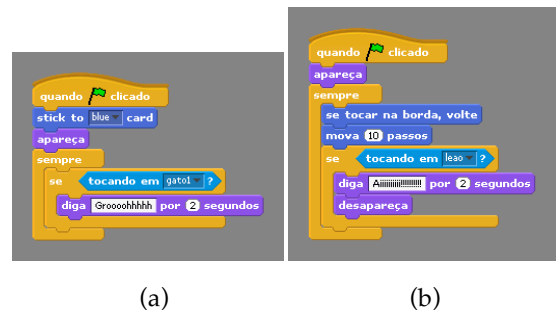 quando clicado
stick to blue card
apareça
sempre
se tocando em gato1 ?
diga Groooohhhhh por 2 segundos
(a)
quando clicado
apareça
sempre
se tocar na borda, volte
mova 10 passos
se tocando em leao ?
diga Aiiiiiiiii!!!!!!!!! por 2 segundos
desapareça
(b)